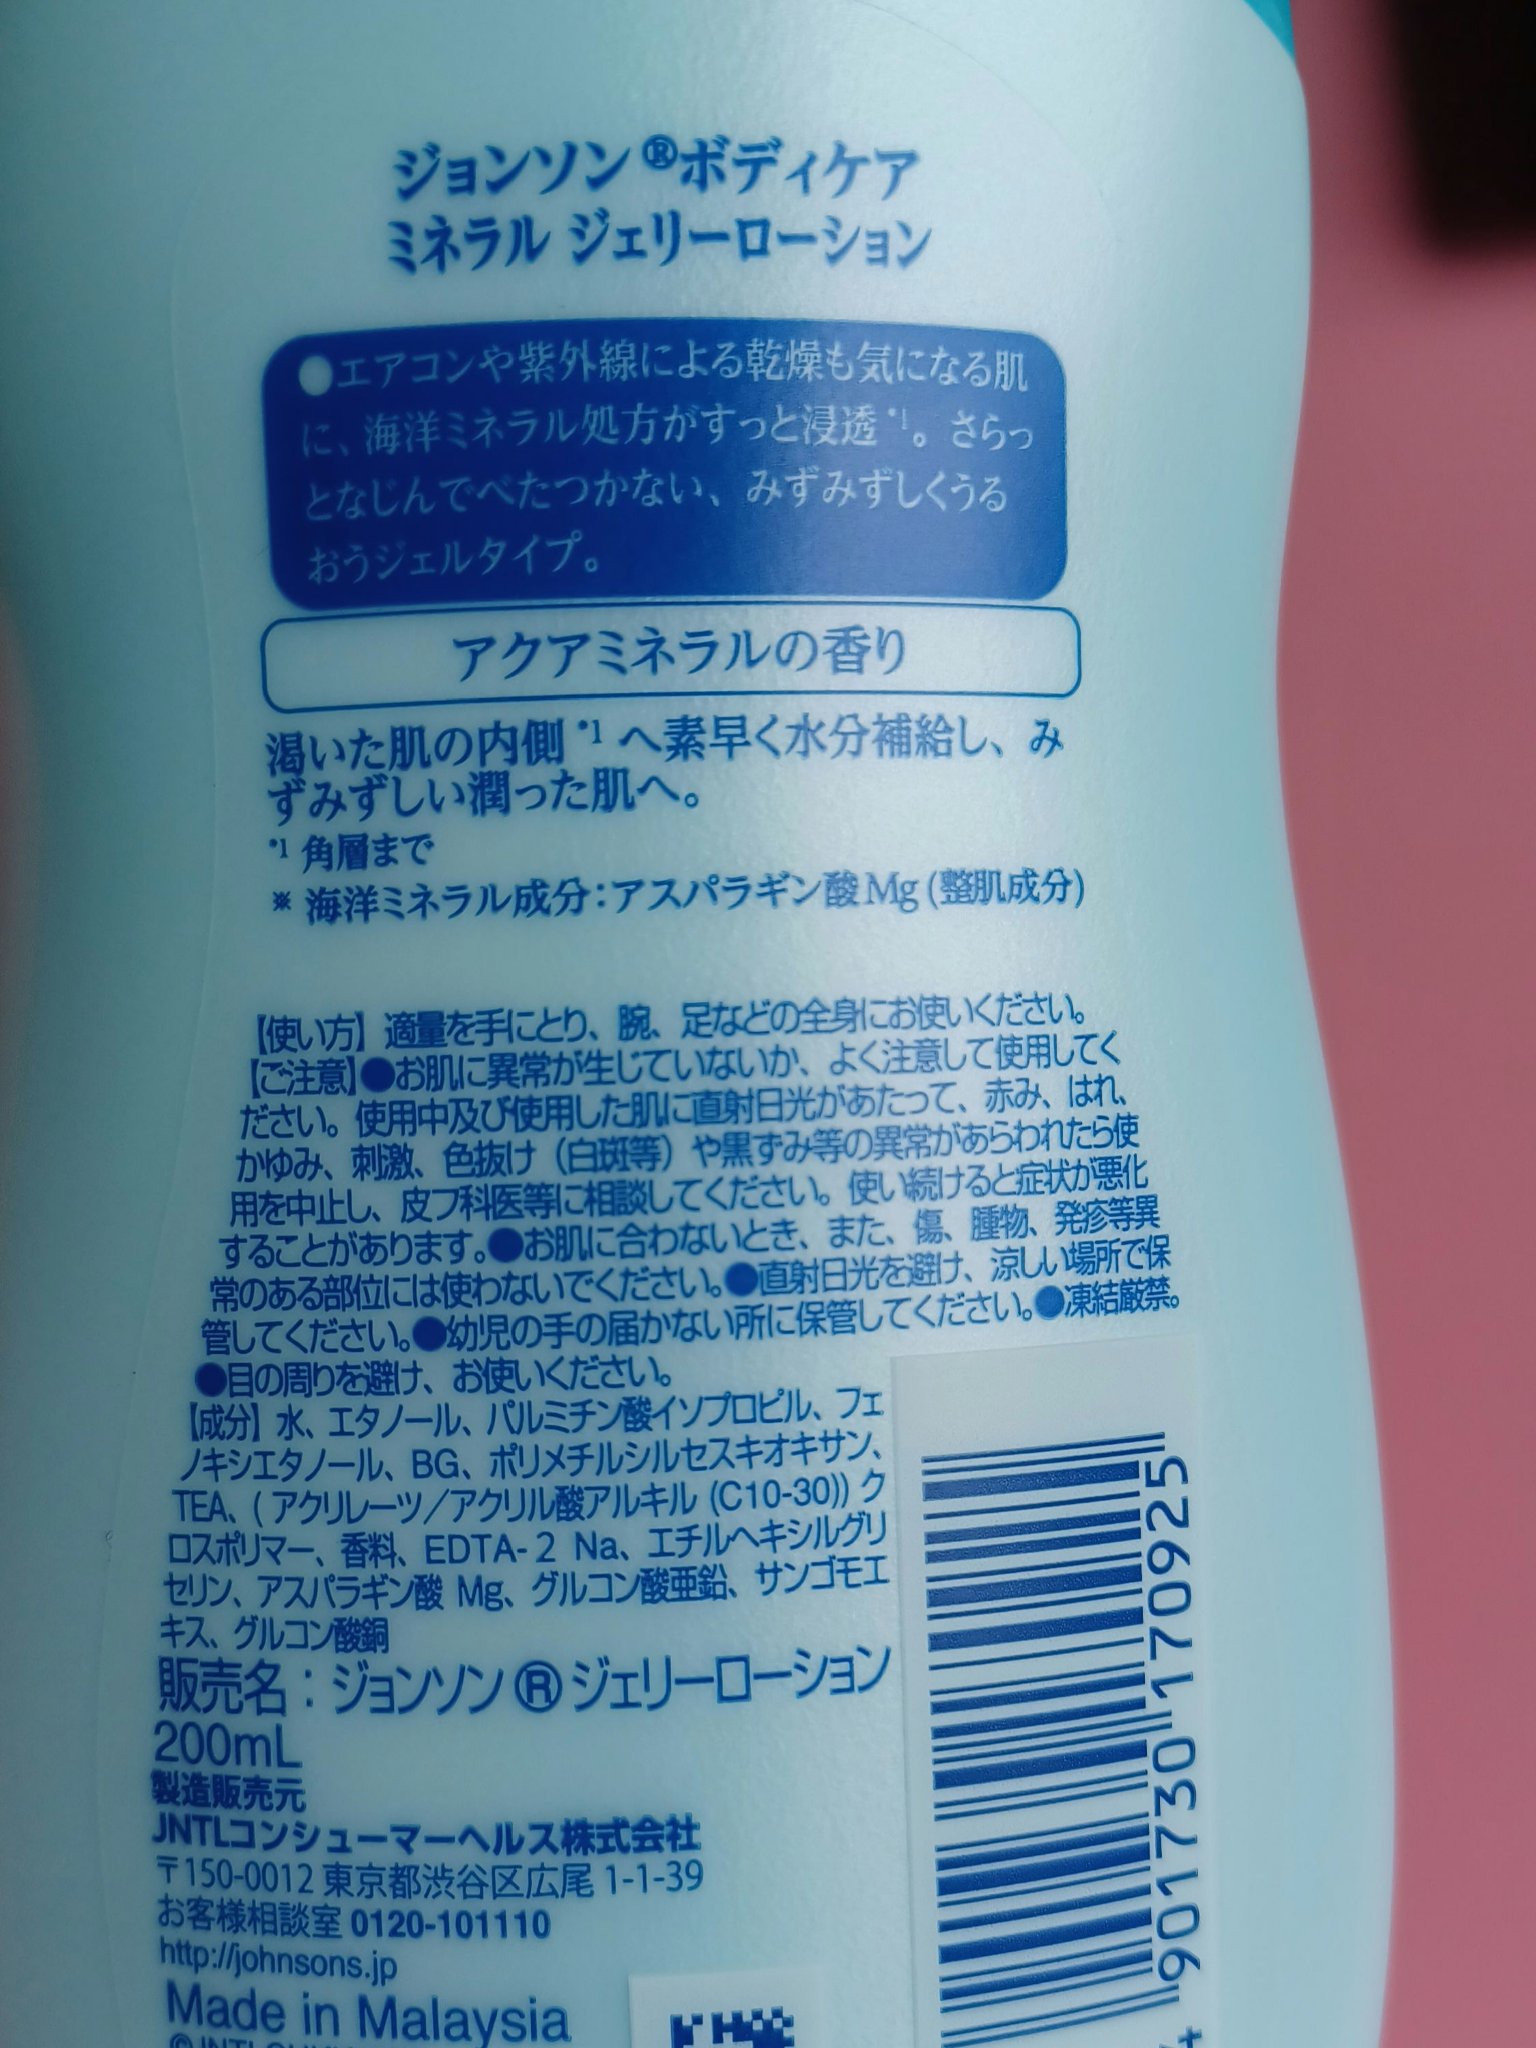 ジョンソン®ボディケア
ミネラル ジェリーローション
●エアコンや紫外線による乾燥も気になる肌
に、海洋ミネラル処方がすっと浸透*1。さらっ
となじんでべたつかない、みずみずしくうる
おうジェルタイプ。
アクアミネラルの香り
渇いた肌の内側*1へ素早く水分補給し、み
ずみずしい潤った肌へ。
*1 角層まで
※ 海洋ミネラル成分：アスパラギン酸Mg (整肌成分)
【使い方】適量を手にとり、腕、足などの全身にお使いください。
【ご注意】●お肌に異常が生じていないか、よく注意して使用してく
ださい。使用中及び使用した肌に直射日光があたって、赤み、はれ、
かゆみ、刺激、色抜け（白斑等）や黒ずみ等の異常があらわれたら使
用を中止し、皮フ科医等に相談してください。使い続けると症状が悪化
することがあります。●お肌に合わないとき、また、傷、腫物、発疹等異
常のある部位には使わないでください。●直射日光を避け、涼しい場所で保
管してください。●幼児の手の届かない所に保管してください。●凍結厳禁。
●目の周りを避け、お使いください。
【成分】水、エタノール、パルミチン酸イソプロピル、フェ
ノキシエタノール、BG、ポリメチルシルセスキオキサン、
TEA、(アクリレーツ／アクリル酸アルキル (C10-30)) ク
ロスポリマー、香料、EDTA-2 Na、エチルヘキシルグリ
セリン、アスパラギン酸 Mg、グルコン酸亜鉛、サンゴモエ
キス、グルコン酸銅
販売名：ジョンソン®ジェリーローション
200mL
製造販売元
JNTLコンシューマーヘルス株式会社
〒150-0012 東京都渋谷区広尾 1-1-39
お客様相談室 0120-101110
http://johnsons.jp
Made in Malaysia
4 901730 170925